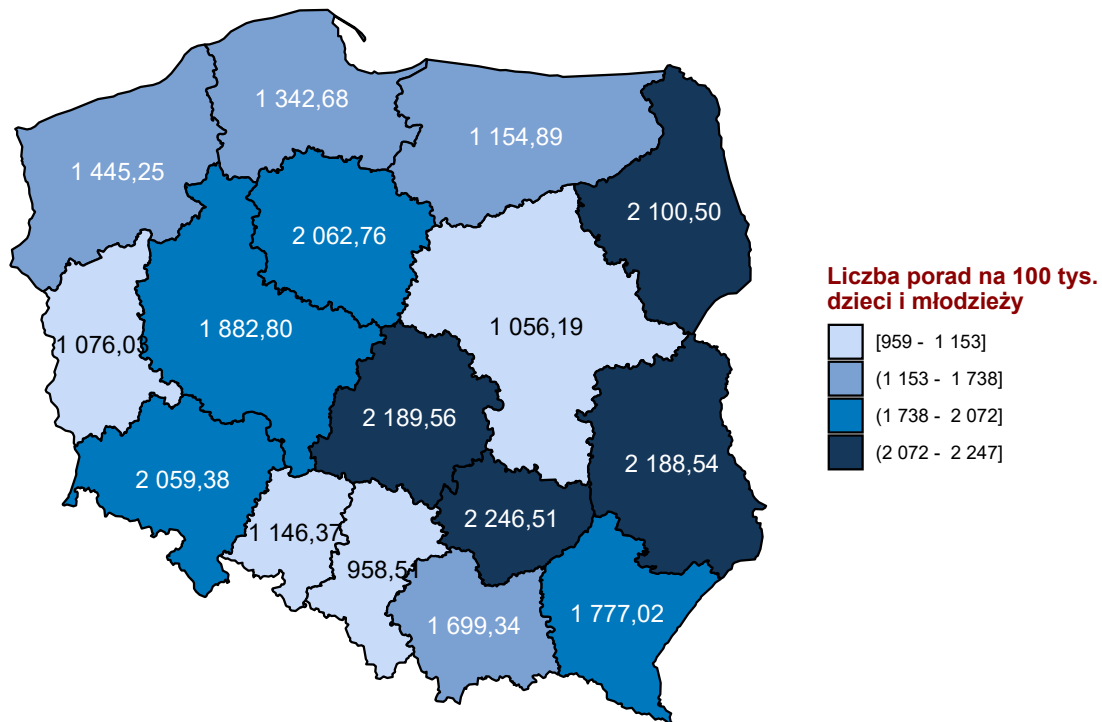 1 342,68
1 154,89
1 445,25
2 100,50
2 062,76
1 056,19
1 882,80
1 076,03
2 189,56
2 188,54
2 059,38
2 246,51
1 146,37
958,51
1 777,02
1 699,34
Liczba porad na 100 tys.
dzieci i młodzieży
[959 - 1 153]
(1 153 - 1 738]
(1 738 - 2 072]
(2 072 - 2 247]